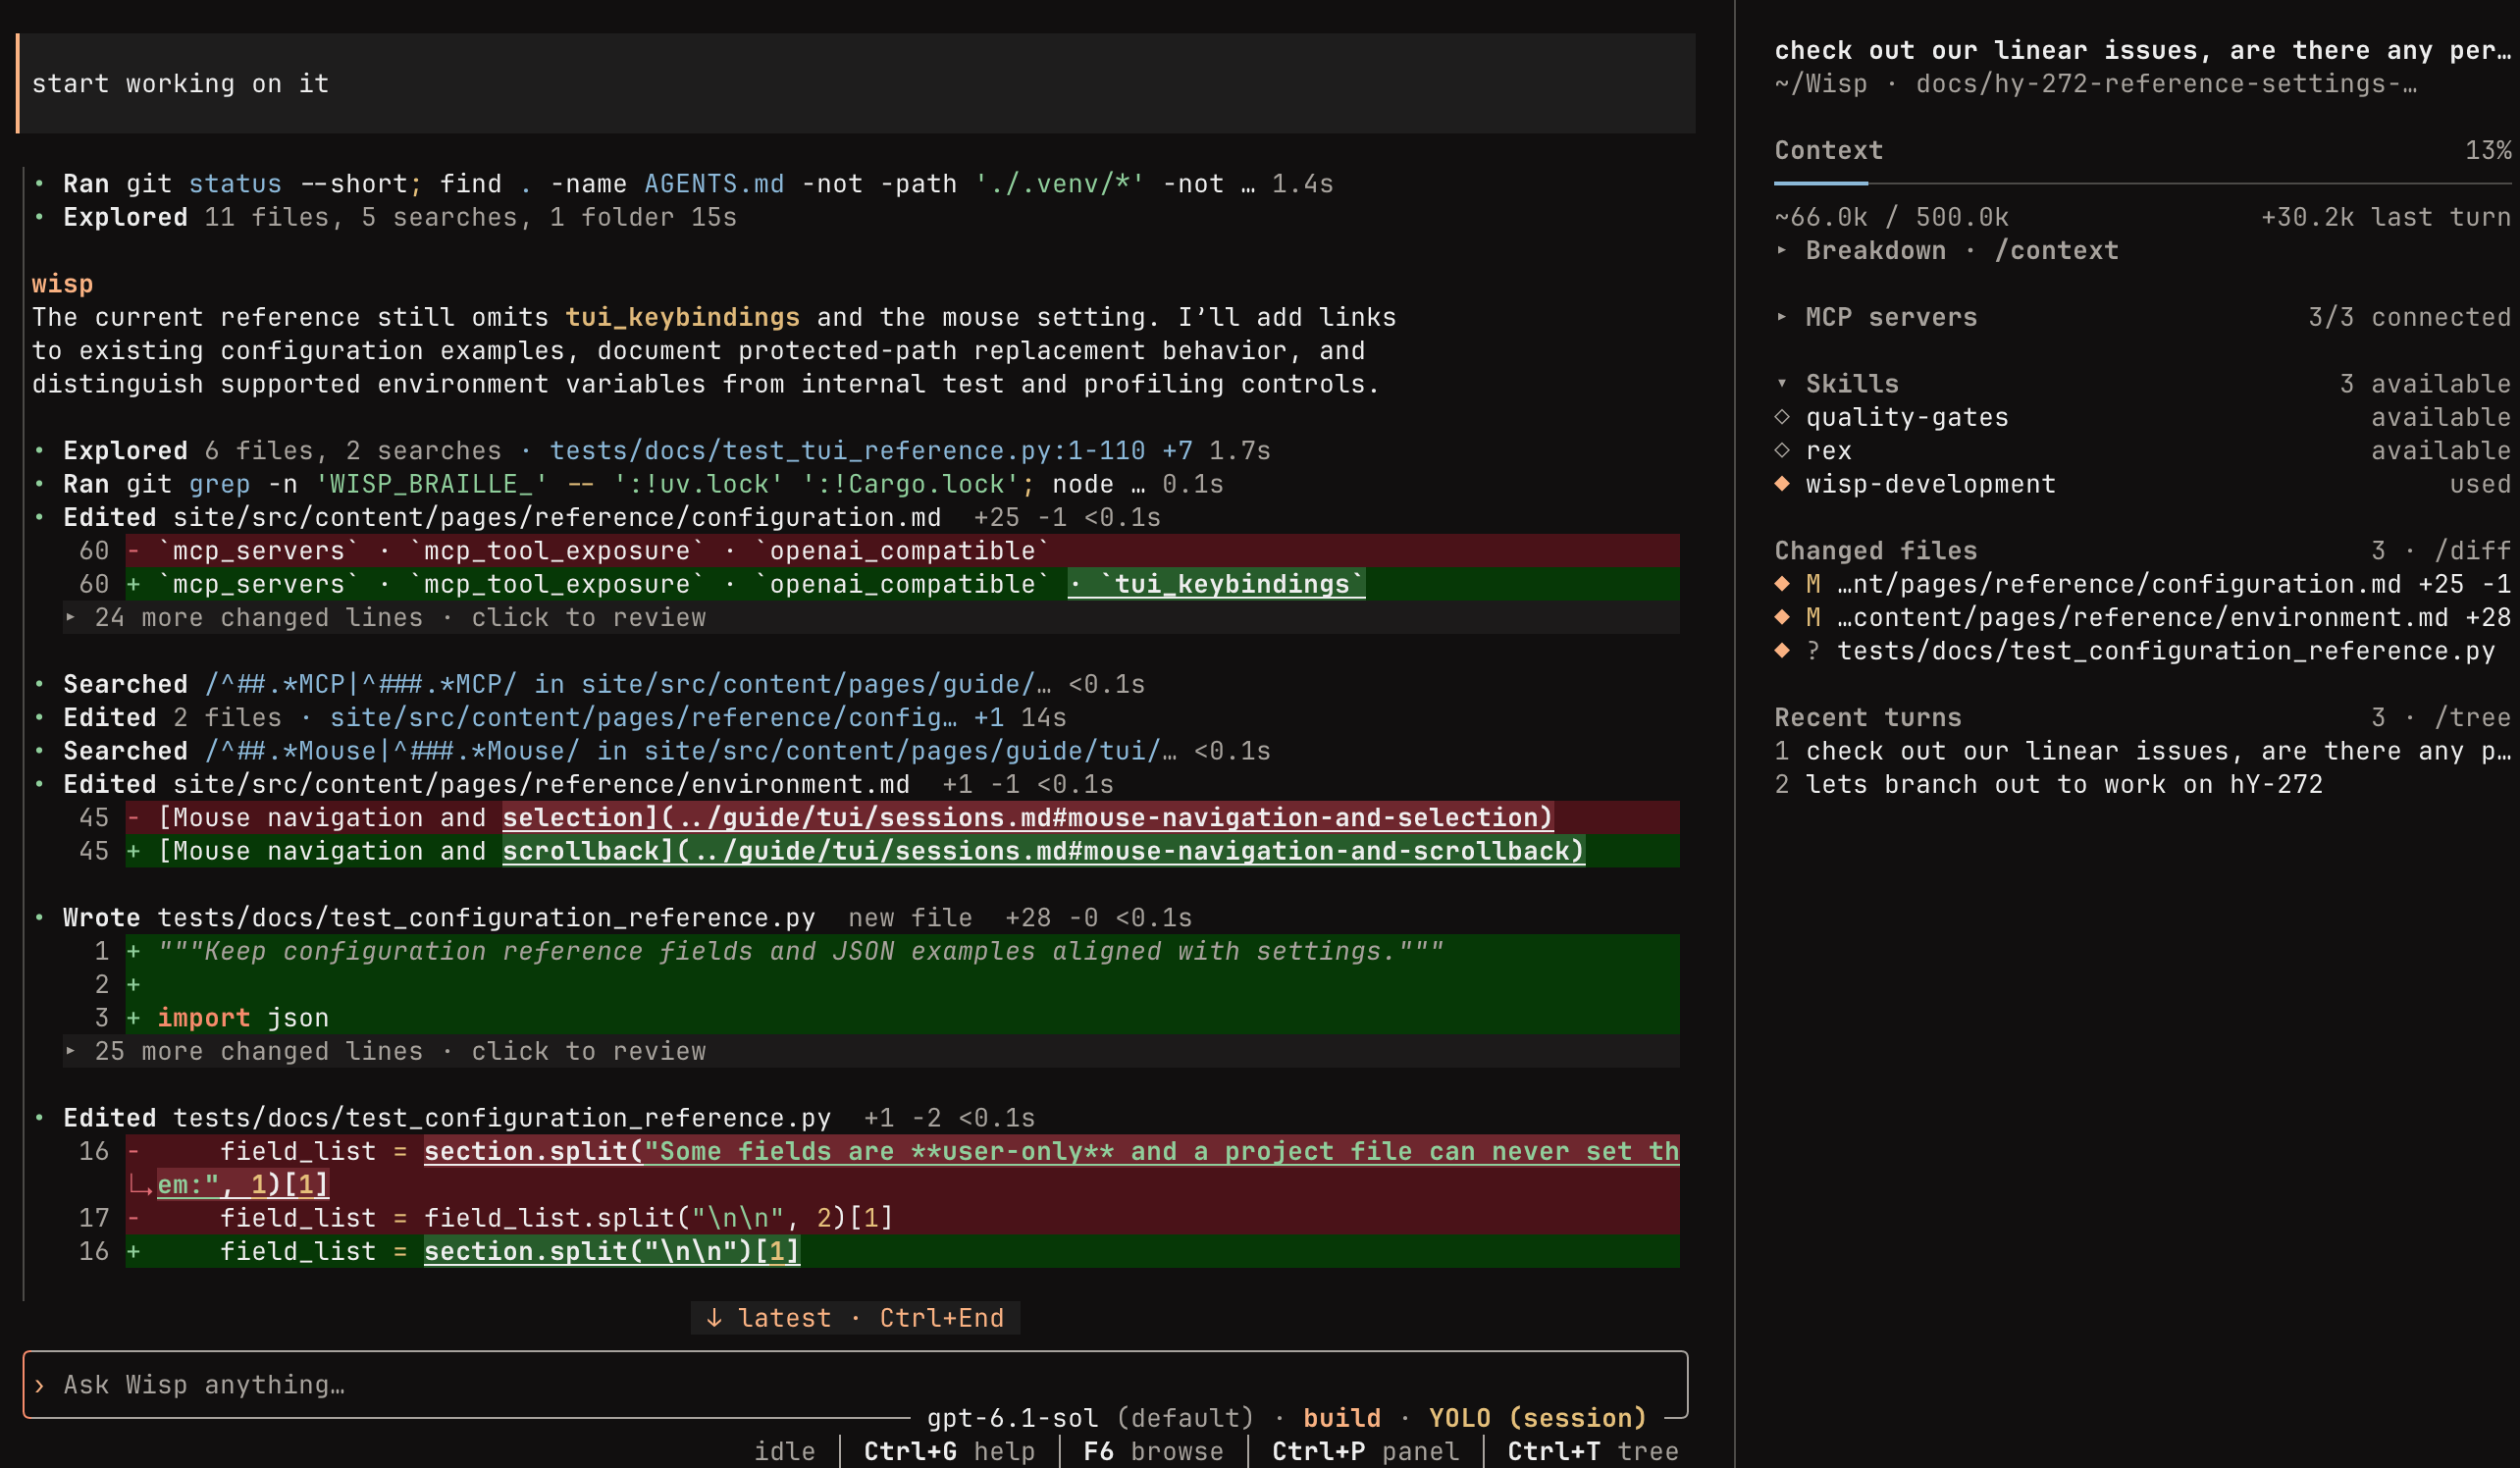 start working on it
• Ran git status --short; find . -name AGENTS.md -not -path './.venv/*' -not … 1.4s
• Explored 11 files, 5 searches, 1 folder 15s
wisp
The current reference still omits tui_keybindings and the mouse setting. I’ll add links
to existing configuration examples, document protected-path replacement behavior, and
distinguish supported environment variables from internal test and profiling controls.
• Explored 6 files, 2 searches · tests/docs/test_tui_reference.py:1-110 +7 1.7s
• Ran git grep -n 'WISP_BRAILLE_' -- ':!uv.lock' ':!Cargo.lock'; node … 0.1s
• Edited site/src/content/pages/reference/configuration.md +25 -1 <0.1s
60 - `mcp_servers` · `mcp_tool_exposure` · `openai_compatible`
60 + `mcp_servers` · `mcp_tool_exposure` · `openai_compatible` · `tui_keybindings`
▸ 24 more changed lines · click to review
• Searched /^##.*MCP|^###.*MCP/ in site/src/content/pages/guide/… <0.1s
• Edited 2 files · site/src/content/pages/reference/config… +1 14s
• Searched /^##.*Mouse|^###.*Mouse/ in site/src/content/pages/guide/tui/… <0.1s
• Edited site/src/content/pages/reference/environment.md +1 -1 <0.1s
45 - [Mouse navigation and selection](../guide/tui/sessions.md#mouse-navigation-and-selection)
45 + [Mouse navigation and scrollback](../guide/tui/sessions.md#mouse-navigation-and-scrollback)
• Wrote tests/docs/test_configuration_reference.py new file +28 -0 <0.1s
1 + """Keep configuration reference fields and JSON examples aligned with settings."""
2 +
3 + import json
▸ 25 more changed lines · click to review
• Edited tests/docs/test_configuration_reference.py +1 -2 <0.1s
16 - field_list = section.split("Some fields are **user-only** and a project file can never set th
em:", 1)[1]
17 - field_list = field_list.split("\n\n", 2)[1]
16 + field_list = section.split("\n\n")[1]
↓ latest · Ctrl+End
› Ask Wisp anything…
gpt-6.1-sol (default) · build · YOLO (session)
idle │ Ctrl+G help │ F6 browse │ Ctrl+P panel │ Ctrl+T tree
check out our linear issues, are there any per…
~/Wisp · docs/hy-272-reference-settings-…
Context 13%
~66.0k / 500.0k +30.2k last turn
▸ Breakdown · /context
▸ MCP servers 3/3 connected
▾ Skills 3 available
◇ quality-gates available
◇ rex available
◆ wisp-development used
Changed files 3 · /diff
◆ M …nt/pages/reference/configuration.md +25 -1
◆ M …content/pages/reference/environment.md +28
◆ ? tests/docs/test_configuration_reference.py
Recent turns 3 · /tree
1 check out our linear issues, are there any p…
2 lets branch out to work on hY-272